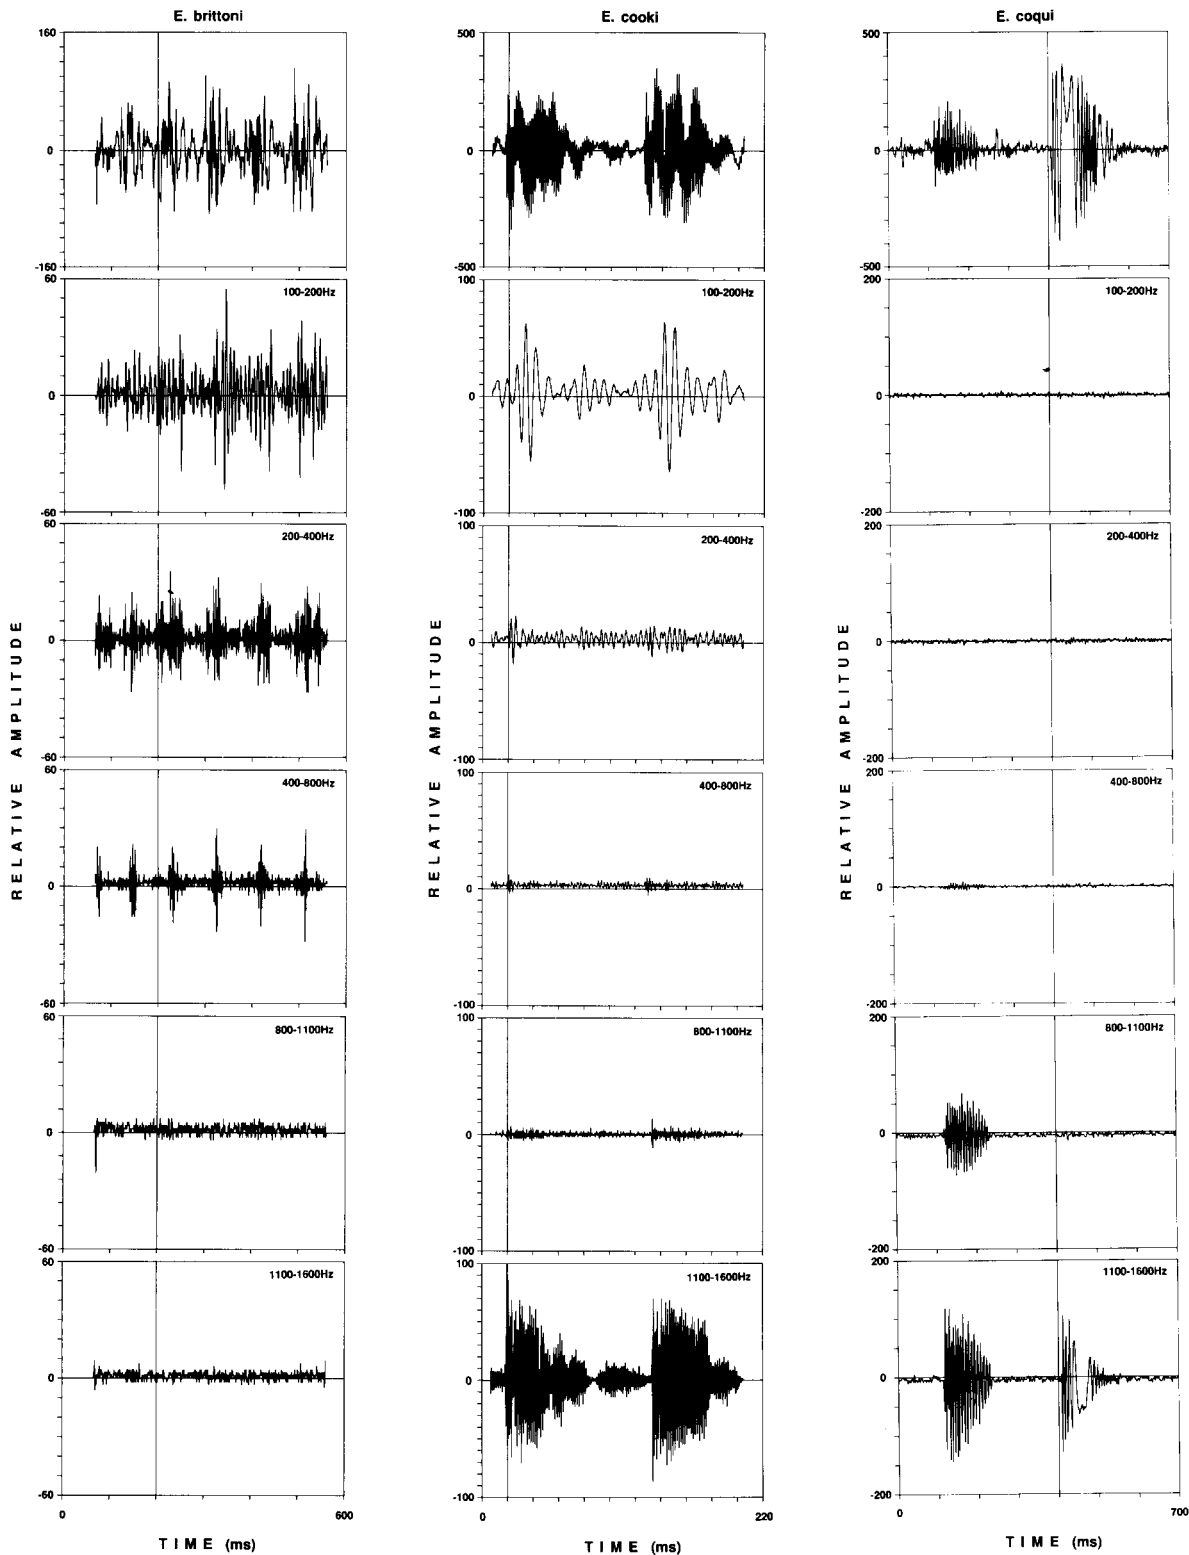 E. brittoni
E. cooki
E. coqui
160
0
-160
500
0
-500
500
0
-500
60
0
-60
100-200Hz
100
0
-100
100-200Hz
200
0
-200
100-200Hz
60
0
-60
200-400Hz
100
0
-100
200-400Hz
200
0
-200
200-400Hz
60
0
-60
400-800Hz
100
0
-100
400-800Hz
200
0
-200
400-800Hz
60
0
-60
800-1100Hz
100
0
-100
800-1100Hz
200
0
-200
800-1100Hz
60
0
-60
1100-1600Hz
100
0
-100
1100-1600Hz
200
0
-200
1100-1600Hz
RELATIVE AMPLITUDE
RELATIVE AMPLITUDE
RELATIVE AMPLITUDE
0
600
0
220
0
700
TIME (ms)
TIME (ms)
TIME (ms)